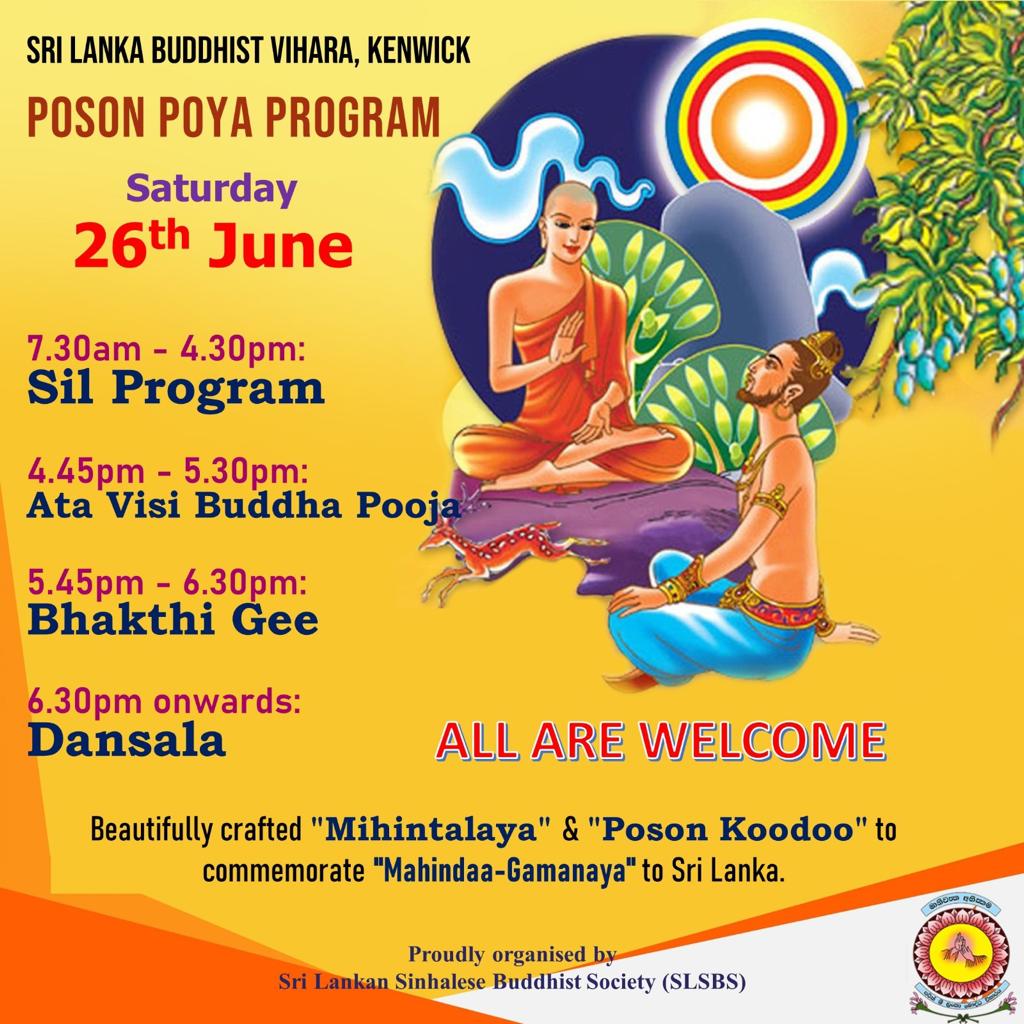 SRI LANKA BUDDHIST VIHARA, KENWICK
POSON POYA PROGRAM
Saturday
26th June
7.30am - 4.30pm:
Sil Program
4.45pm - 5.30pm:
Ata Visi Buddha Pooja
5.45pm - 6.30pm:
Bhakthi Gee
6.30pm onwards:
Dansala
ALL ARE WELCOME
Beautifully crafted "Mihintalaya" & "Poson Koodoo" to
commemorate "Mahindaa-Gamanaya" to Sri Lanka.
Proudly organised by
Sri Lankan Sinhalese Buddhist Society (SLSBS)